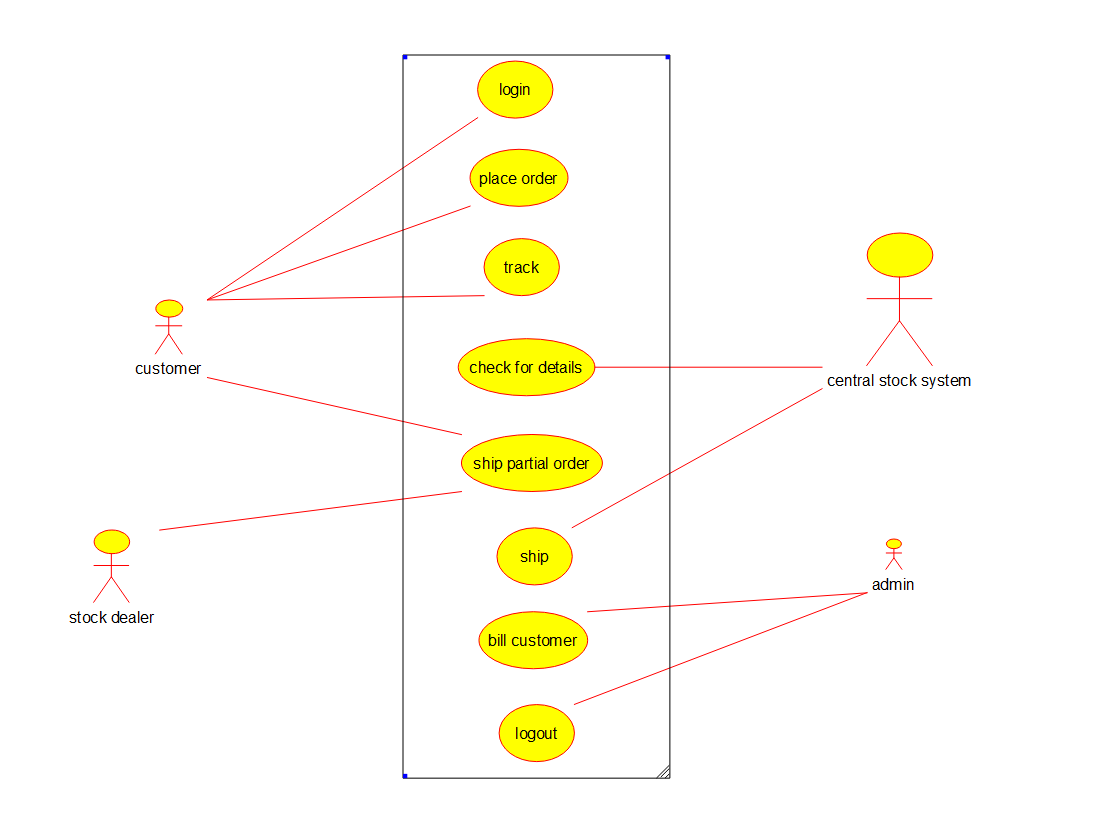 login
place order
track
customer
check for details
central stock system
ship partial order
ship
stock dealer
admin
bill customer
logout